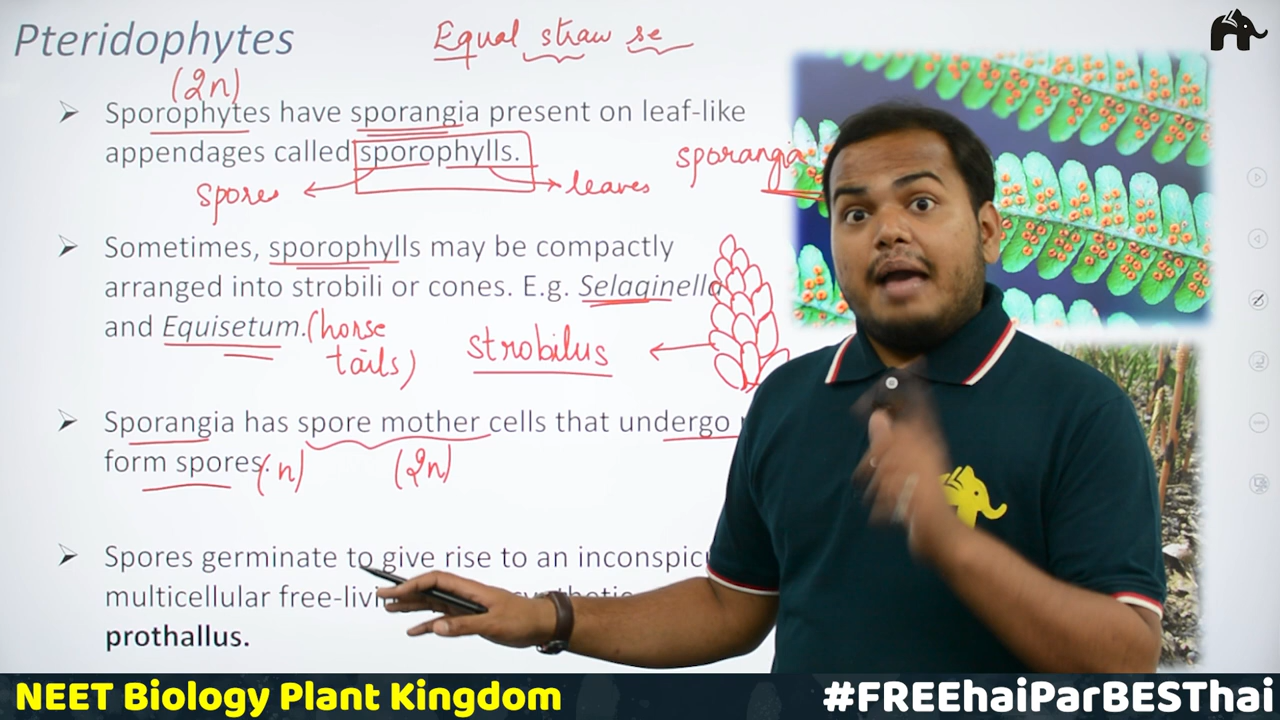 Pteridophytes
Equal straw se
(2n)
Sporophytes have sporangia present on leaf-like
appendages called sporophylls.
sporangia
spores
leaves
Sometimes, sporophylls may be compactly
arranged into strobili or cones. E.g. Selaginella
and Equisetum.
(horse
tails)
strobilus
Sporangia has spore mother cells that undergo
form spores.
(n)
(2n)
Spores germinate to give rise to an
multicellular
prothallus.
NEET Biology Plant Kingdom
#FREEhaiParBESThai